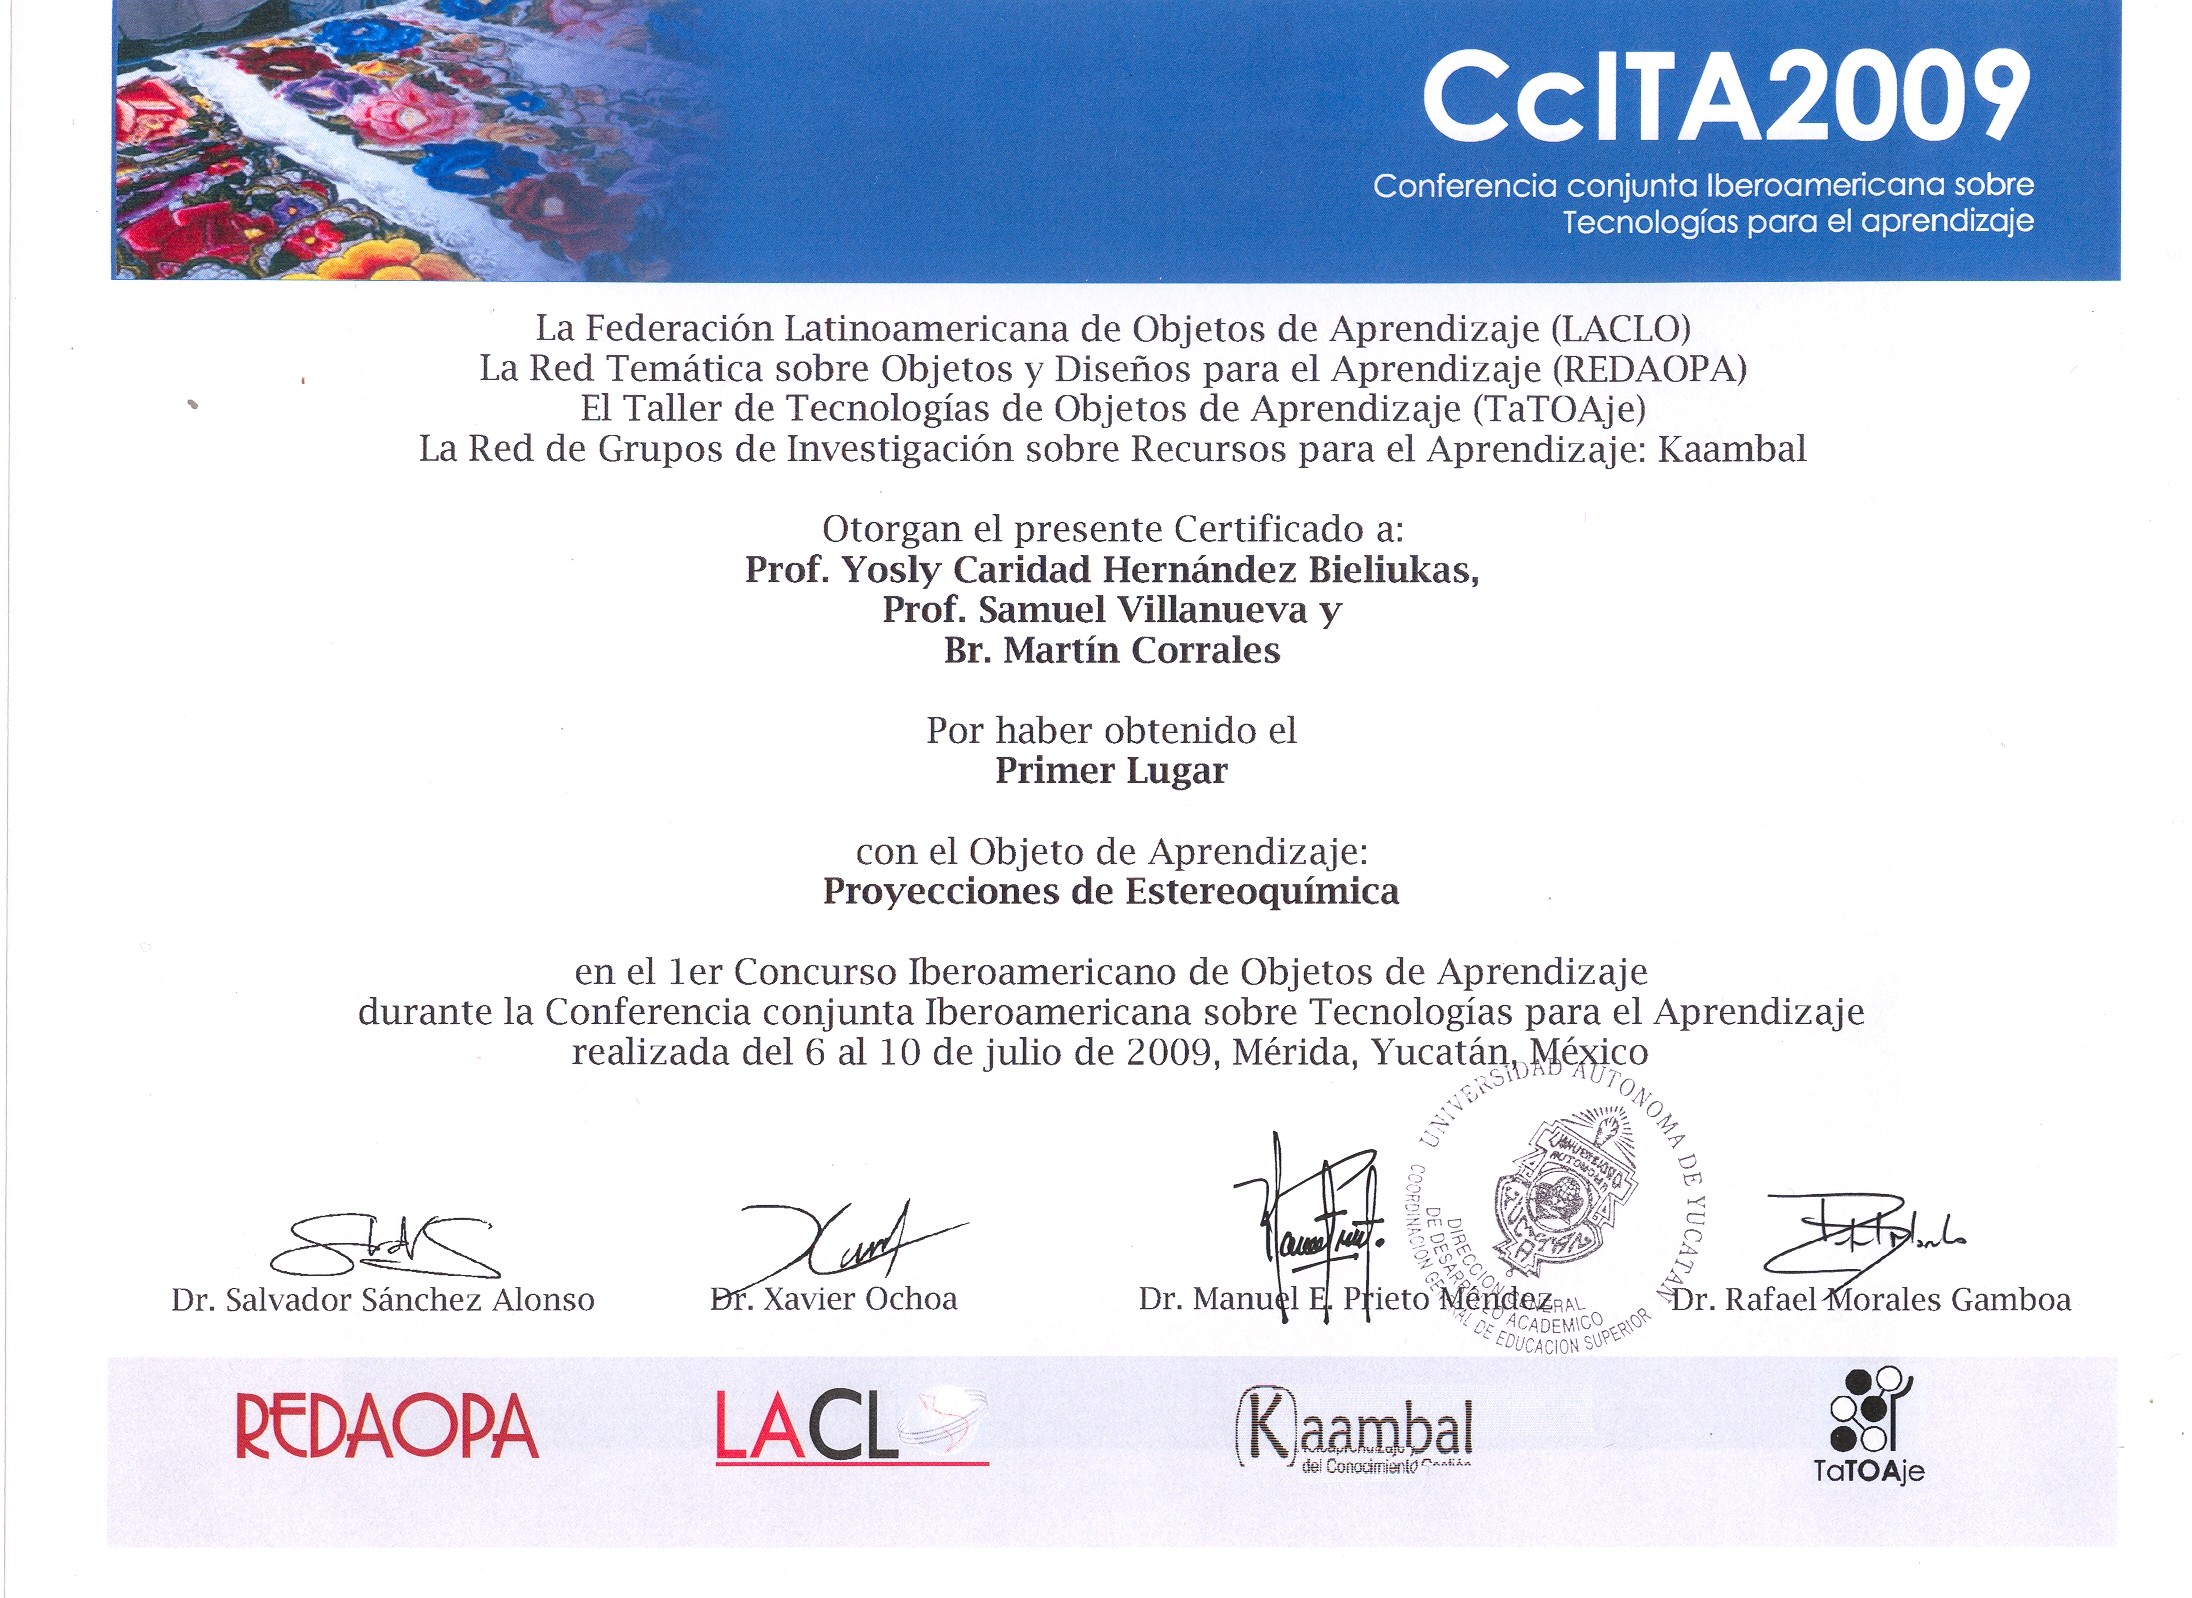 CcITA2009
Conferencia conjunta Iberoamericana sobre
Tecnologías para el aprendizaje
La Federación Latinoamericana de Objetos de Aprendizaje (LACLO)
La Red Temática sobre Objetos y Diseños para el Aprendizaje (REDAOPA)
El Taller de Tecnologías de Objetos de Aprendizaje (TaTOAje)
La Red de Grupos de Investigación sobre Recursos para el Aprendizaje: Kaambal
Otorgan el presente Certificado a:
Prof. Yosly Caridad Hernández Bieliukas,
Prof. Samuel Villanueva y
Br. Martín Corrales
Por haber obtenido el
Primer Lugar
con el Objeto de Aprendizaje:
Proyecciones de Estereoquímica
en el 1er Concurso Iberoamericano de Objetos de Aprendizaje
durante la Conferencia conjunta Iberoamericana sobre Tecnologías para el Aprendizaje
realizada del 6 al 10 de julio de 2009, Mérida, Yucatán, México
UNIVERSIDAD AUTONOMA DE YUCATAN
UNIVERSIDAD
AUTONOMA
YUCATAN
DIRECCION GENERAL
DE DESARROLLO ACADEMICO
COORDINACION GENERAL DE EDUCACION SUPERIOR
Dr. Salvador Sánchez Alonso
Dr. Xavier Ochoa
Dr. Manuel E. Prieto Méndez
Dr. Rafael Morales Gamboa
REDAOPA
LACL
Kaambal
del Conocimiento
TaTOAje